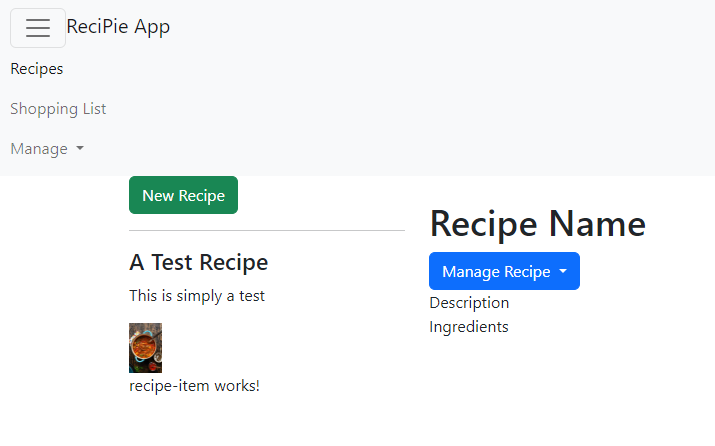 ReciPie App
Recipes
Shopping List
Manage
New Recipe
A Test Recipe
This is simply a test
recipe-item works!
Recipe Name
Manage Recipe
Description
Ingredients